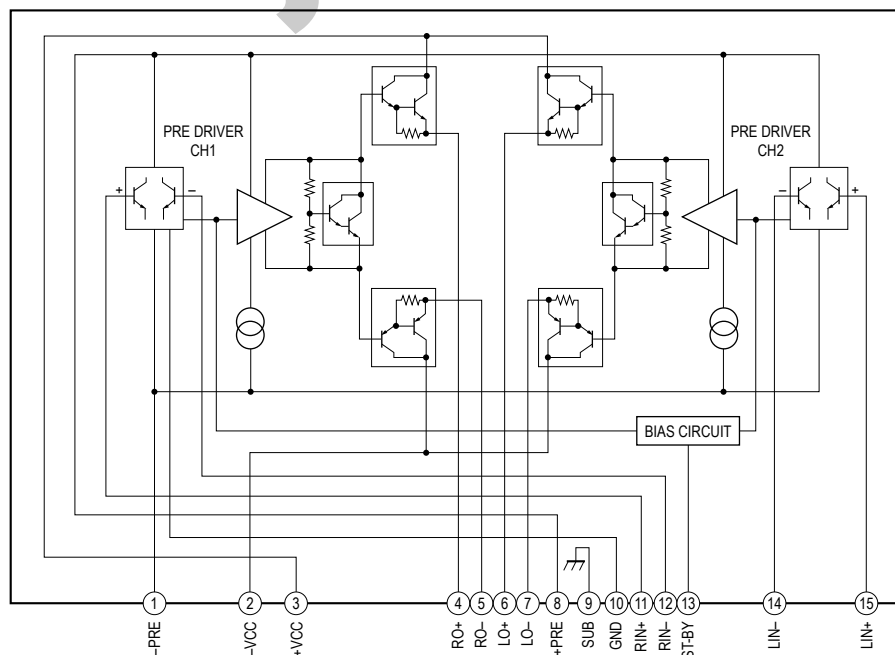 PRE DRIVER
CH1
PRE DRIVER
CH2
+
–
–
+
BIAS CIRCUIT
1
2
3
4
5
6
7
8
9
10
11
12
13
14
15
–PRE
–VCC
+VCC
RO+
RO–
LO+
LO–
+PRE
SUB
GND
RIN+
RIN–
ST-BY
LIN–
LIN+